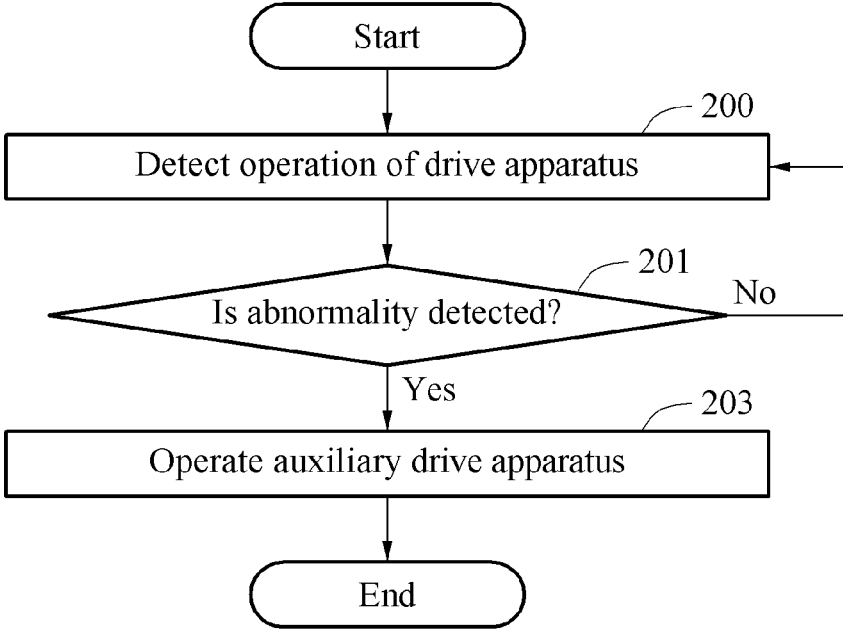 Start
200
Detect operation of drive apparatus
201
Is abnormality detected?
No
Yes
203
Operate auxiliary drive apparatus
End